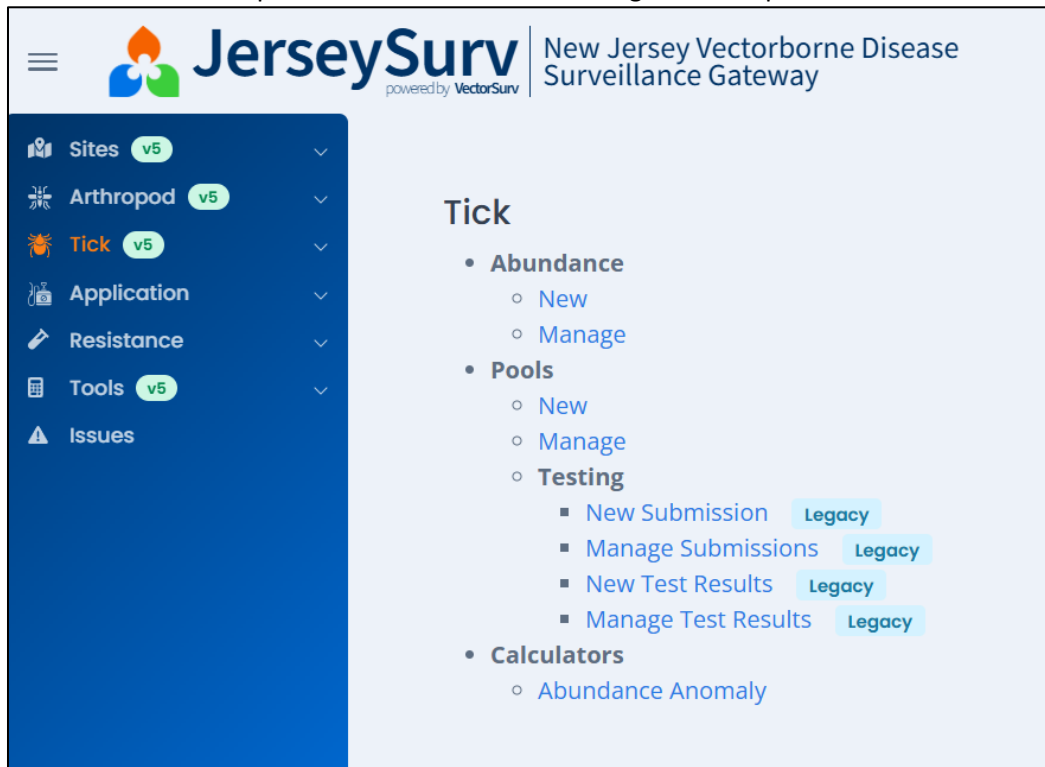 JerseySurv
powered by VectorSurv
New Jersey Vectorborne Disease
Surveillance Gateway
Sites v5
Arthropod v5
Tick v5
Application
Resistance
Tools v5
Issues
Tick
Abundance
New
Manage
Pools
New
Manage
Testing
New Submission Legacy
Manage Submissions Legacy
New Test Results Legacy
Manage Test Results Legacy
Calculators
Abundance Anomaly